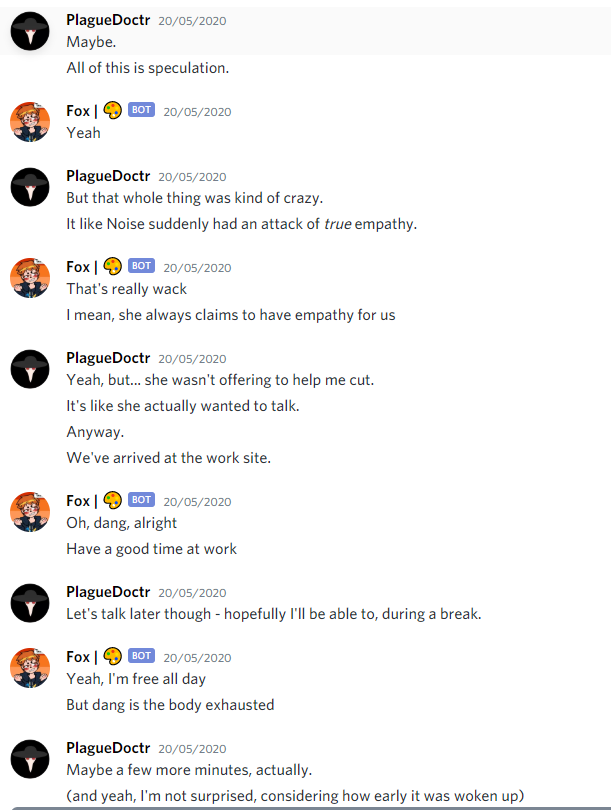 PlagueDoctr 20/05/2020
Maybe.
All of this is speculation.
Fox | 🎨 BOT 20/05/2020
Yeah
PlagueDoctr 20/05/2020
But that whole thing was kind of crazy.
It like Noise suddenly had an attack of true empathy.
Fox | 🎨 BOT 20/05/2020
That's really wack
I mean, she always claims to have empathy for us
PlagueDoctr 20/05/2020
Yeah, but... she wasn't offering to help me cut.
It's like she actually wanted to talk.
Anyway.
We've arrived at the work site.
Fox | 🎨 BOT 20/05/2020
Oh, dang, alright
Have a good time at work
PlagueDoctr 20/05/2020
Let's talk later though - hopefully I'll be able to, during a break.
Fox | 🎨 BOT 20/05/2020
Yeah, I'm free all day
But dang is the body exhausted
PlagueDoctr 20/05/2020
Maybe a few more minutes, actually.
(and yeah, I'm not surprised, considering how early it was woken up)